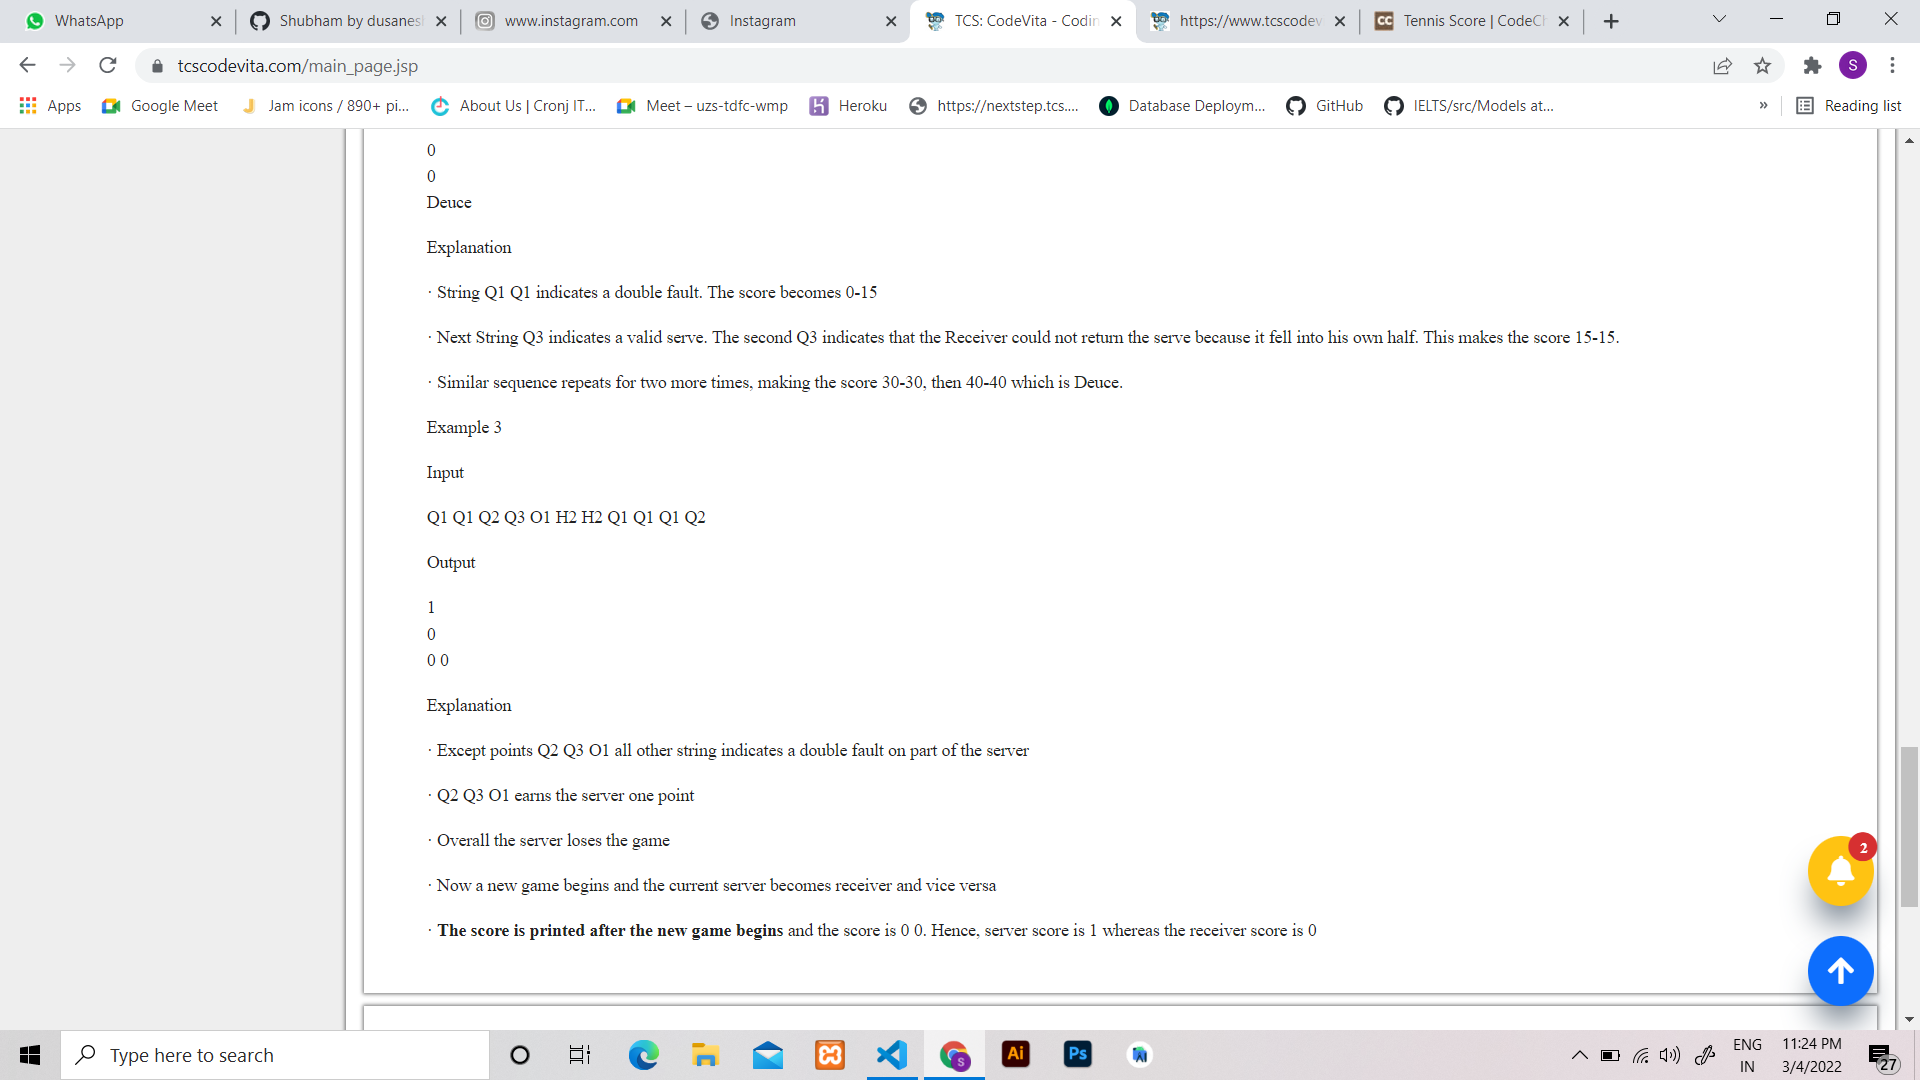 WhatsApp
Shubham by dusanesh
www.instagram.com
Instagram
TCS: CodeVita - Codin
https://www.tcscodev
CC Tennis Score | CodeCh
tcscodevita.com/main_page.jsp
S
Apps
Google Meet
Jam icons / 890+ pi...
About Us | Cronj IT...
Meet – uzs-tdfc-wmp
Heroku
https://nextstep.tcs....
Database Deploym...
GitHub
IELTS/src/Models at...
»
Reading list
0
0
Deuce
Explanation
· String Q1 Q1 indicates a double fault. The score becomes 0-15
· Next String Q3 indicates a valid serve. The second Q3 indicates that the Receiver could not return the serve because it fell into his own half. This makes the score 15-15.
· Similar sequence repeats for two more times, making the score 30-30, then 40-40 which is Deuce.
Example 3
Input
Q1 Q1 Q2 Q3 O1 H2 H2 Q1 Q1 Q1 Q2
Output
1
0
0 0
Explanation
· Except points Q2 Q3 O1 all other string indicates a double fault on part of the server
· Q2 Q3 O1 earns the server one point
· Overall the server loses the game
2
· Now a new game begins and the current server becomes receiver and vice versa
· The score is printed after the new game begins and the score is 0 0. Hence, server score is 1 whereas the receiver score is 0
Type here to search
S
Ai
Ps
ENG
IN
11:24 PM
3/4/2022
27